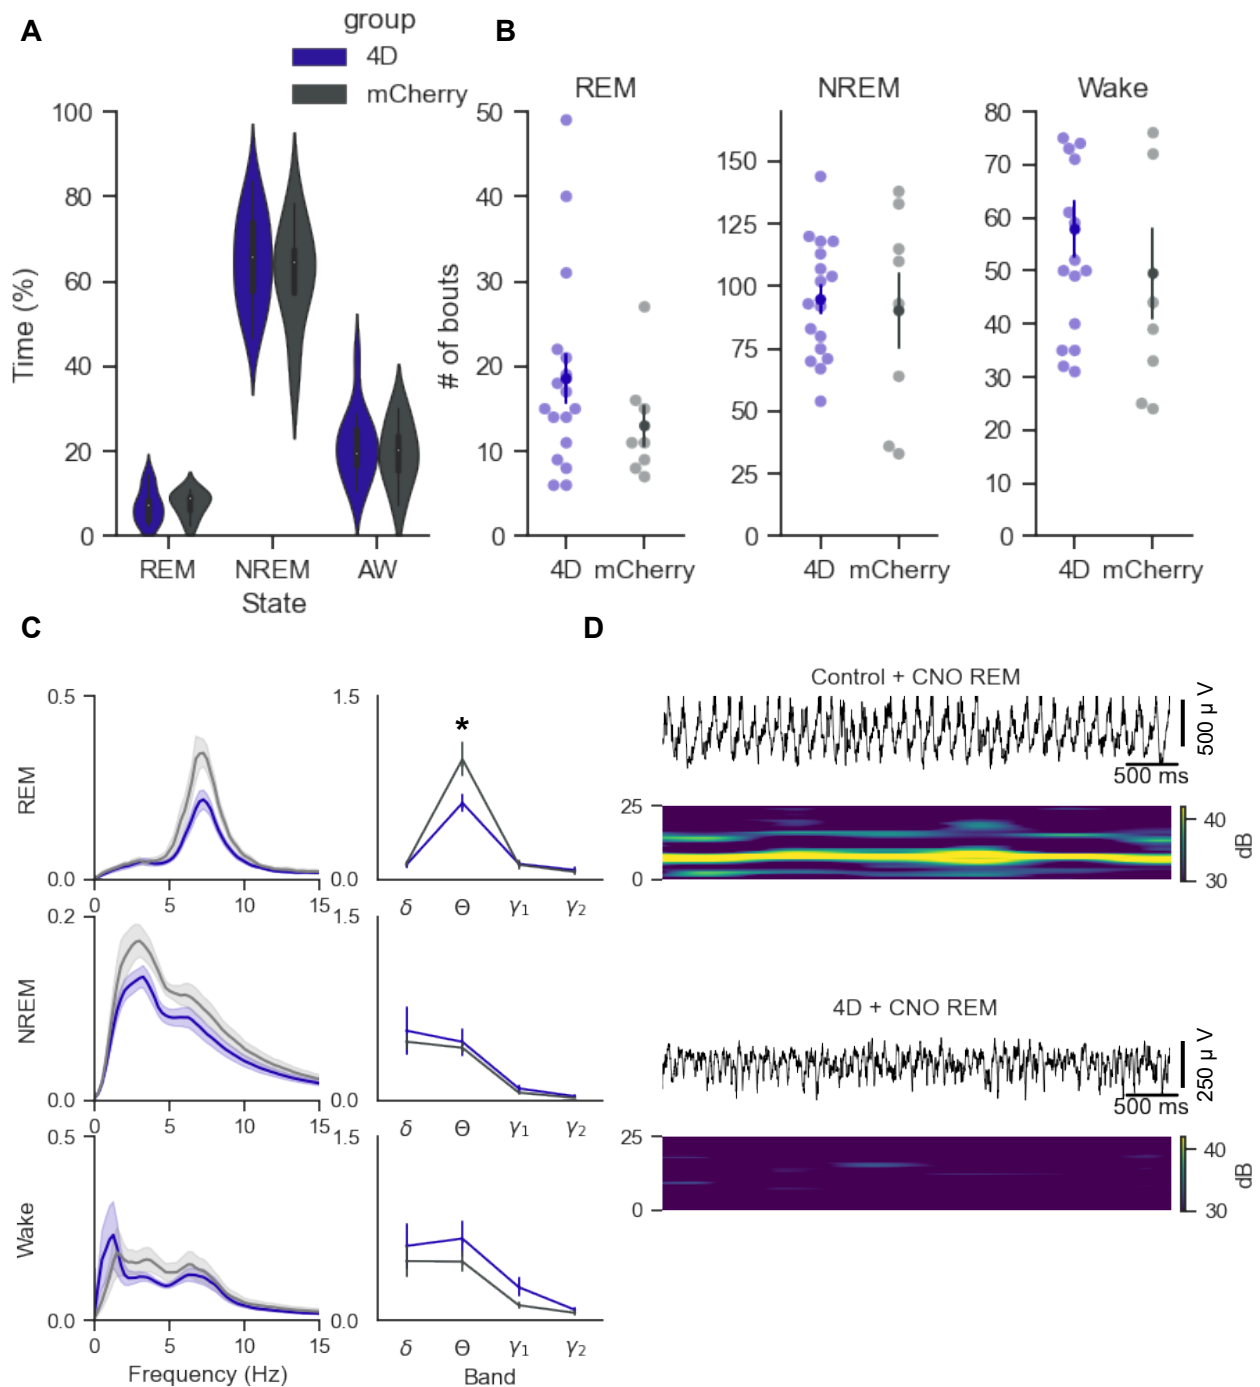 A
group
4D
mCherry
100
80
60
40
20
0
Time (%)
REM NREM AW
State
B
REM
NREM
Wake
# of bouts
50
40
30
20
10
0
4D mCherry
150
125
100
75
50
25
0
4D mCherry
80
70
60
50
40
30
20
10
0
4D mCherry
C
REM
0.5
0.0
0 5 10 15
1.5
*
0.0
δ Θ γ1 γ2
NREM
0.2
0.0
0 5 10 15
1.5
0.0
δ Θ γ1 γ2
Wake
0.5
0.0
0 5 10 15
Frequency (Hz)
1.5
0.0
δ Θ γ1 γ2
Band
D
Control + CNO REM
500 μ V
500 ms
25
0
40
30
dB
4D + CNO REM
250 μ V
500 ms
25
0
40
30
dB